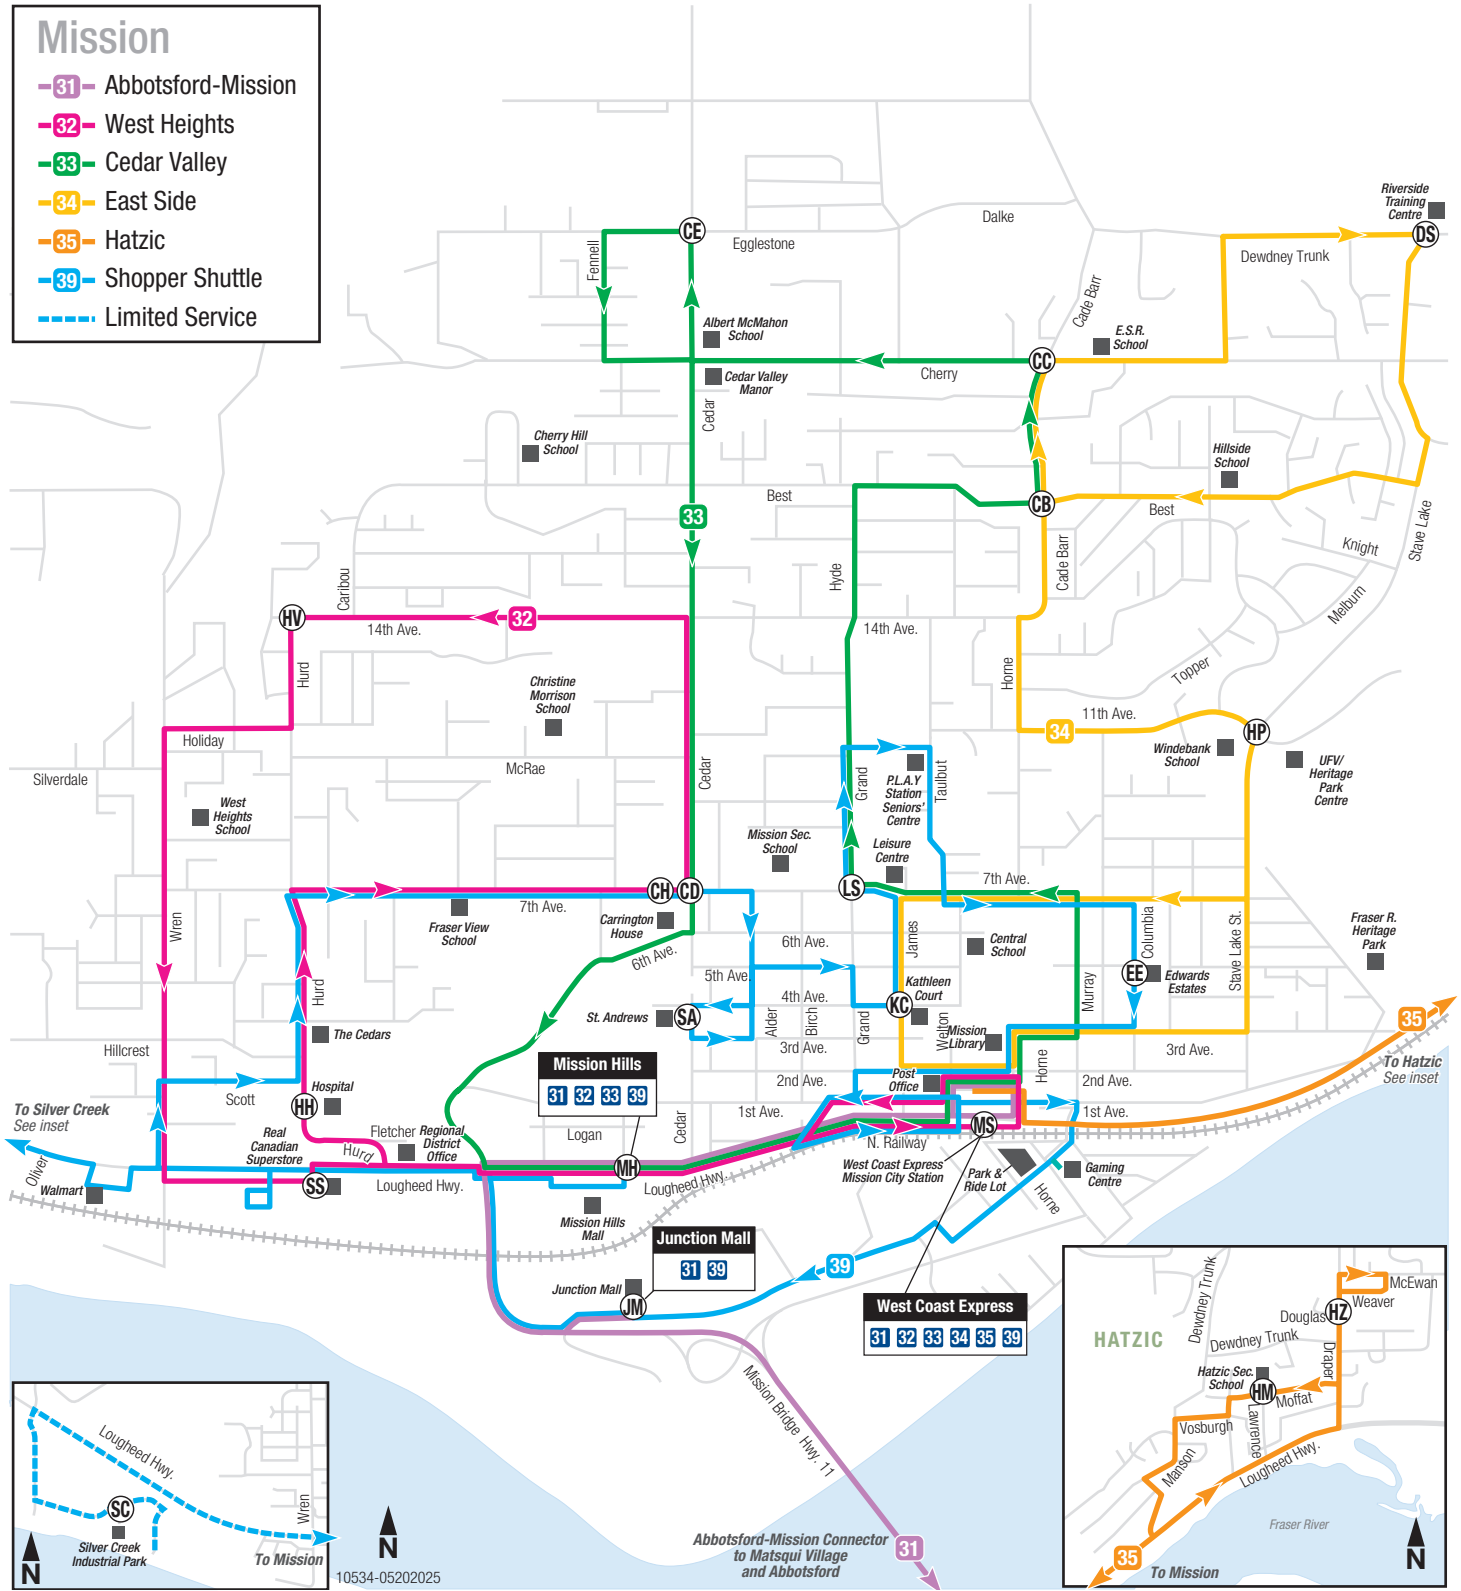 Mission
31 Abbotsford-Mission
32 West Heights
33 Cedar Valley
34 East Side
35 Hatzic
39 Shopper Shuttle
Limited Service
Riverside
Training
Centre
DS
Dewdney Trunk
Dalke
CE
Egglestone
Fennell
Cade Barr
Albert McMahon
School
E.S.R.
School
CC
Cherry
Cedar Valley
Manor
Cedar
Cherry Hill
School
Hillside
School
Best
CB
Best
33
Stave Lake
Knight
Cade Barr
Hyde
Caribou
Melburn
HV
32
14th Ave.
14th Ave.
Hurd
Horne
Topper
Christine
Morrison
School
11th Ave.
34
HP
Holiday
Windebank
School
UFV/
Heritage
Park
Centre
McRae
Silverdale
Cedar
Grand
P.L.A.Y
Station
Seniors'
Centre
Taulbut
West
Heights
School
Mission Sec.
School
Leisure
Centre
CH
CD
LS
7th Ave.
7th Ave.
Wren
Fraser View
School
Carrington
House
6th Ave.
6th Ave.
James
Central
School
Columbia
Stave Lake St.
Fraser R.
Heritage
Park
5th Ave.
EE
Edwards
Estates
Hurd
4th Ave.
Kathleen
Court
KC
Murray
St. Andrews
SA
Alder
Birch
Grand
Welton
Mission
Library
35
The Cedars
3rd Ave.
3rd Ave.
Hillcrest
Mission Hills
31 32 33 39
Horne
To Hatzic
See inset
Post
Office
2nd Ave.
2nd Ave.
Scott
Hospital
HH
To Silver Creek
See inset
1st Ave.
1st Ave.
Cedar
Logan
MS
N. Railway
Fletcher
Regional
District
Office
Real
Canadian
Superstore
Hurd
MH
Oliver
Walmart
SS
Lougheed Hwy.
Lougheed Hwy.
West Coast Express
Mission City Station
Park &
Ride Lot
Gaming
Centre
Horne
Mission Hills
Mall
Junction Mall
31 39
39
Junction Mall
JM
West Coast Express
31 32 33 34 35 39
Mission Bridge Hwy. 11
31
Abbotsford-Mission Connector
to Matsqui Village
and Abbotsford
Lougheed Hwy.
SC
Silver Creek
Industrial Park
Wren
To Mission
N
N
10534-05202025
HATZIC
Dewdney Trunk
McEwan
Weaver
Douglas
HZ
Dewdney Trunk
Draper
Hatzic Sec.
School
HM
Moffat
Lawrence
Vosburgh
Manson
Lougheed Hwy.
Fraser River
35
To Mission
N